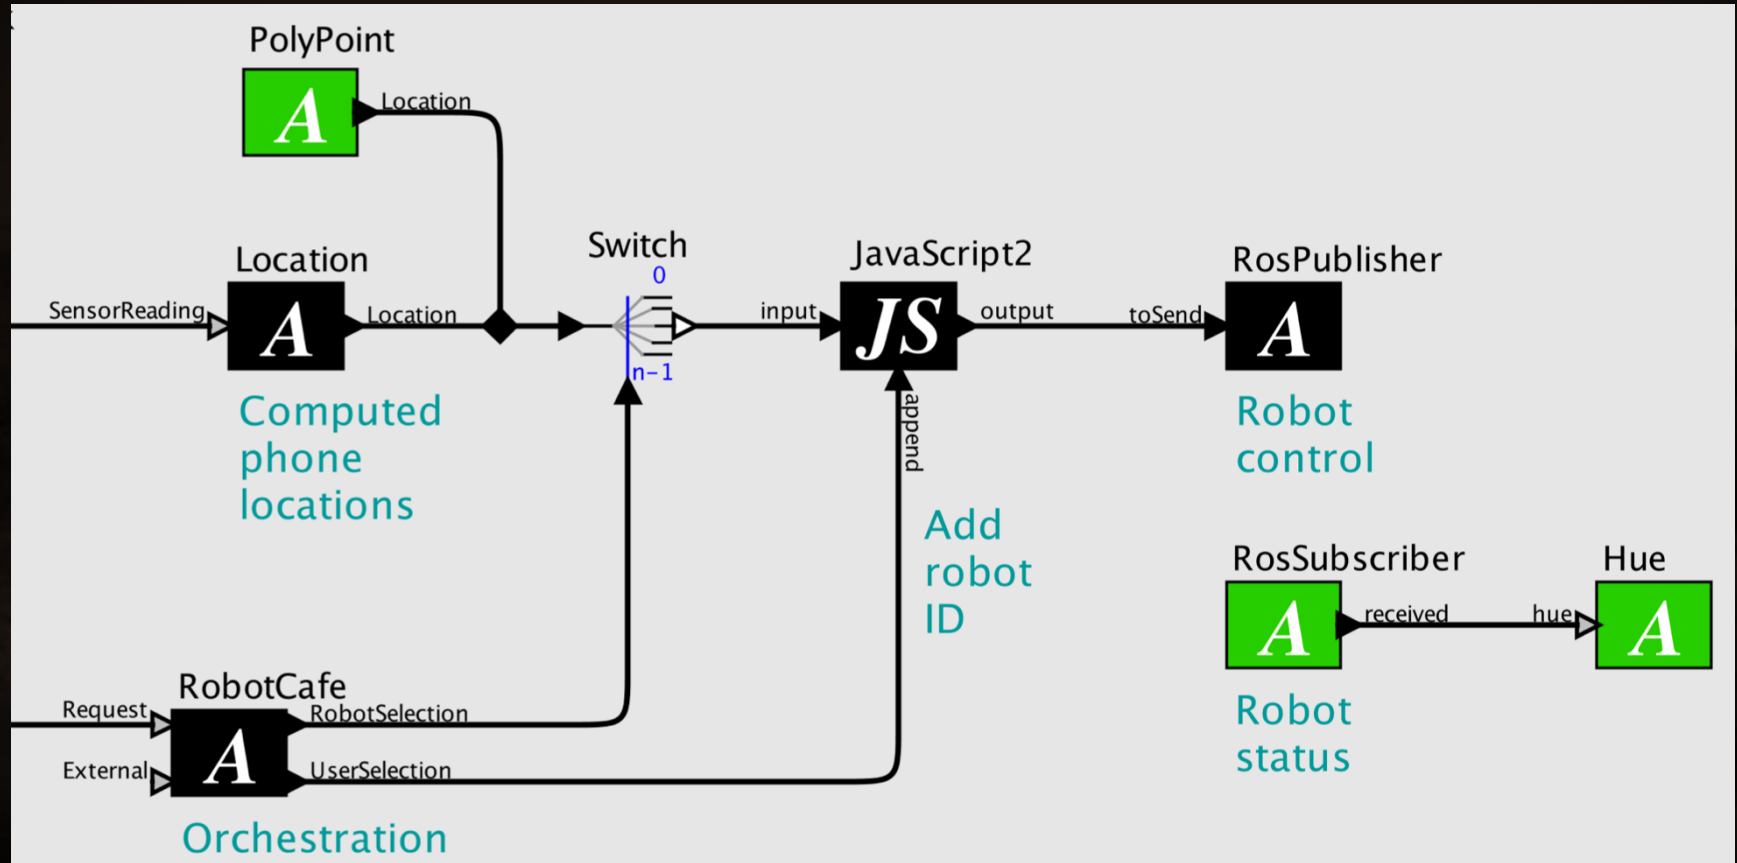 PolyPoint
A
Location
Location
SensorReading
A
Location
Computed
phone
locations
Switch
0
n-1
JavaScript2
input
JS
output
append
Add
robot
ID
RosPublisher
toSend
A
Robot
control
RosSubscriber
A
received
Robot
status
Hue
hue
A
RobotCafe
Request
External
A
RobotSelection
UserSelection
Orchestration